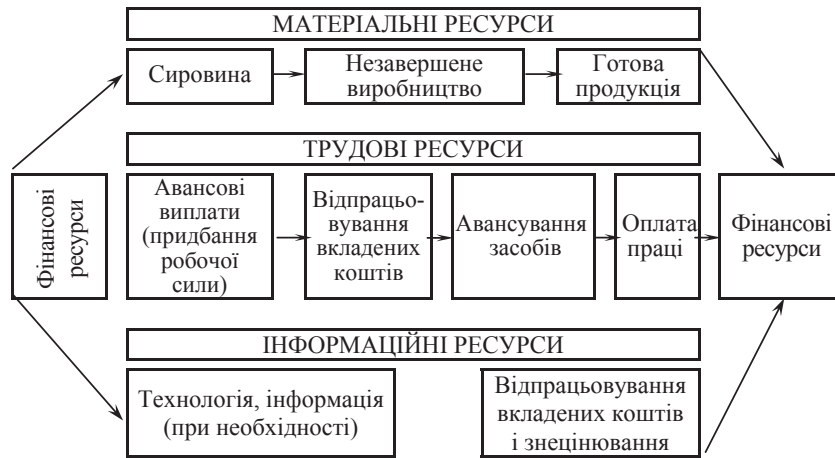 МАТЕРІАЛЬНІ РЕСУРСИ
Сировина
Незавершене
виробництво
Готова
продукція
ТРУДОВІ РЕСУРСИ
Фінансові
ресурси
Авансові
виплати
(придбання
робочої
сили)
Відпрацьо-
вування
вкладених
коштів
Авансування
засобів
Оплата
праці
Фінансові
ресурси
ІНФОРМАЦІЙНІ РЕСУРСИ
Технологія, інформація
(при необхідності)
Відпрацьовування
вкладених коштів
і знецінювання